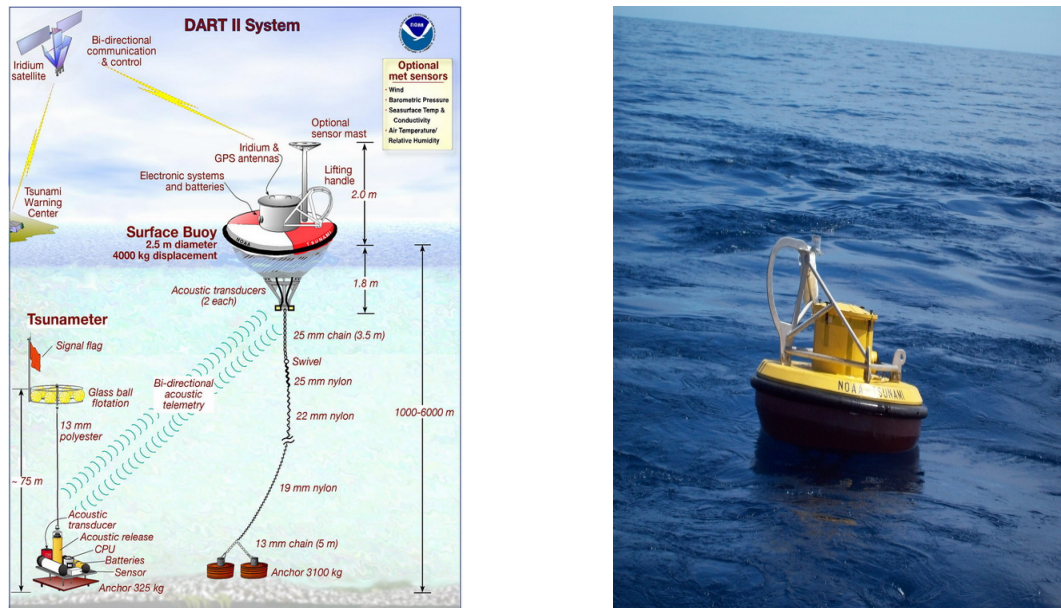 DART II System
NOAA
Iridium
satellite
Bi-directional
communication
& control
Optional
met sensors
· Wind
· Barometric Pressure
· Seasurface Temp &
Conductivity
· Air Temperature/
Relative Humidity
Optional
sensor mast
Iridium &
GPS antennas
Lifting
handle
Electronic systems
and batteries
2.0 m
Tsunami
Warning
Center
Surface Buoy
2.5 m diameter
4000 kg displacement
NOAA
TSUNAMI
1.8 m
Acoustic transducers
(2 each)
Tsunameter
Signal flag
25 mm chain (3.5 m)
Swivel
25 mm nylon
Glass ball
flotation
Bi-directional
acoustic
telemetry
22 mm nylon
1000-6000 m
13 mm
polyester
~ 75 m
19 mm nylon
Acoustic
transducer
Acoustic release
CPU
Batteries
Sensor
Anchor 325 kg
13 mm chain (5 m)
Anchor 3100 kg
NOAA TSUNAMI